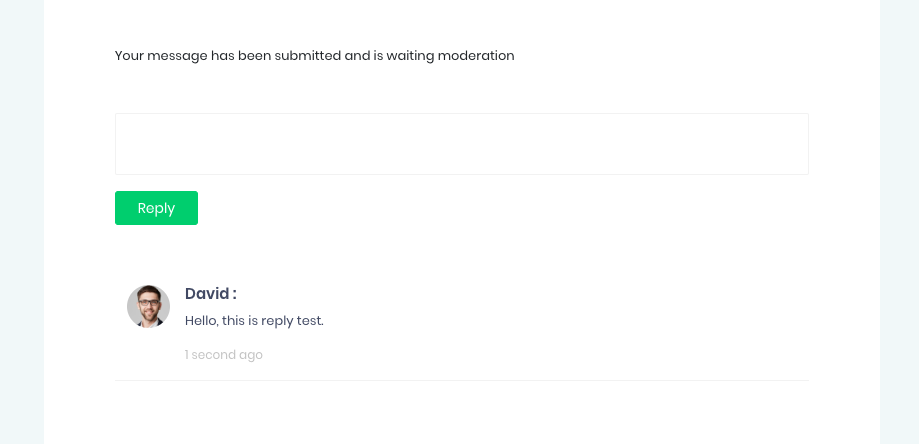 Your message has been submitted and is waiting moderation
Reply
David :
Hello, this is reply test.
1 second ago